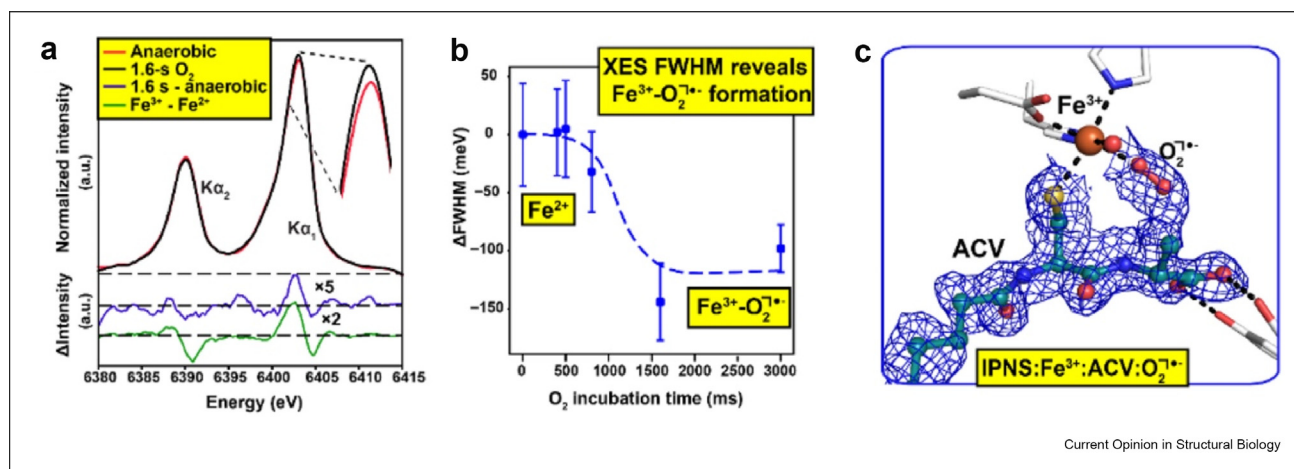 a
Anaerobic
1.6-s O₂
1.6 s - anaerobic
Fe³⁺ - Fe²⁺
Normalized intensity
(a.u.)
Kα₂
Kα₁
ΔIntensity
(a.u.)
×5
×2
6380 6385 6390 6395 6400 6405 6410 6415
Energy (eV)
b
XES FWHM reveals
Fe³⁺-O₂⁻|•⁻ formation
ΔFWHM (meV)
50
0
−50
−100
−150
Fe²⁺
Fe³⁺-O₂⁻|•⁻
0 500 1000 1500 2000 2500 3000
O₂ incubation time (ms)
c
Fe³⁺
O₂⁻|•⁻
ACV
IPNS:Fe³⁺:ACV:O₂⁻|•⁻
Current Opinion in Structural Biology